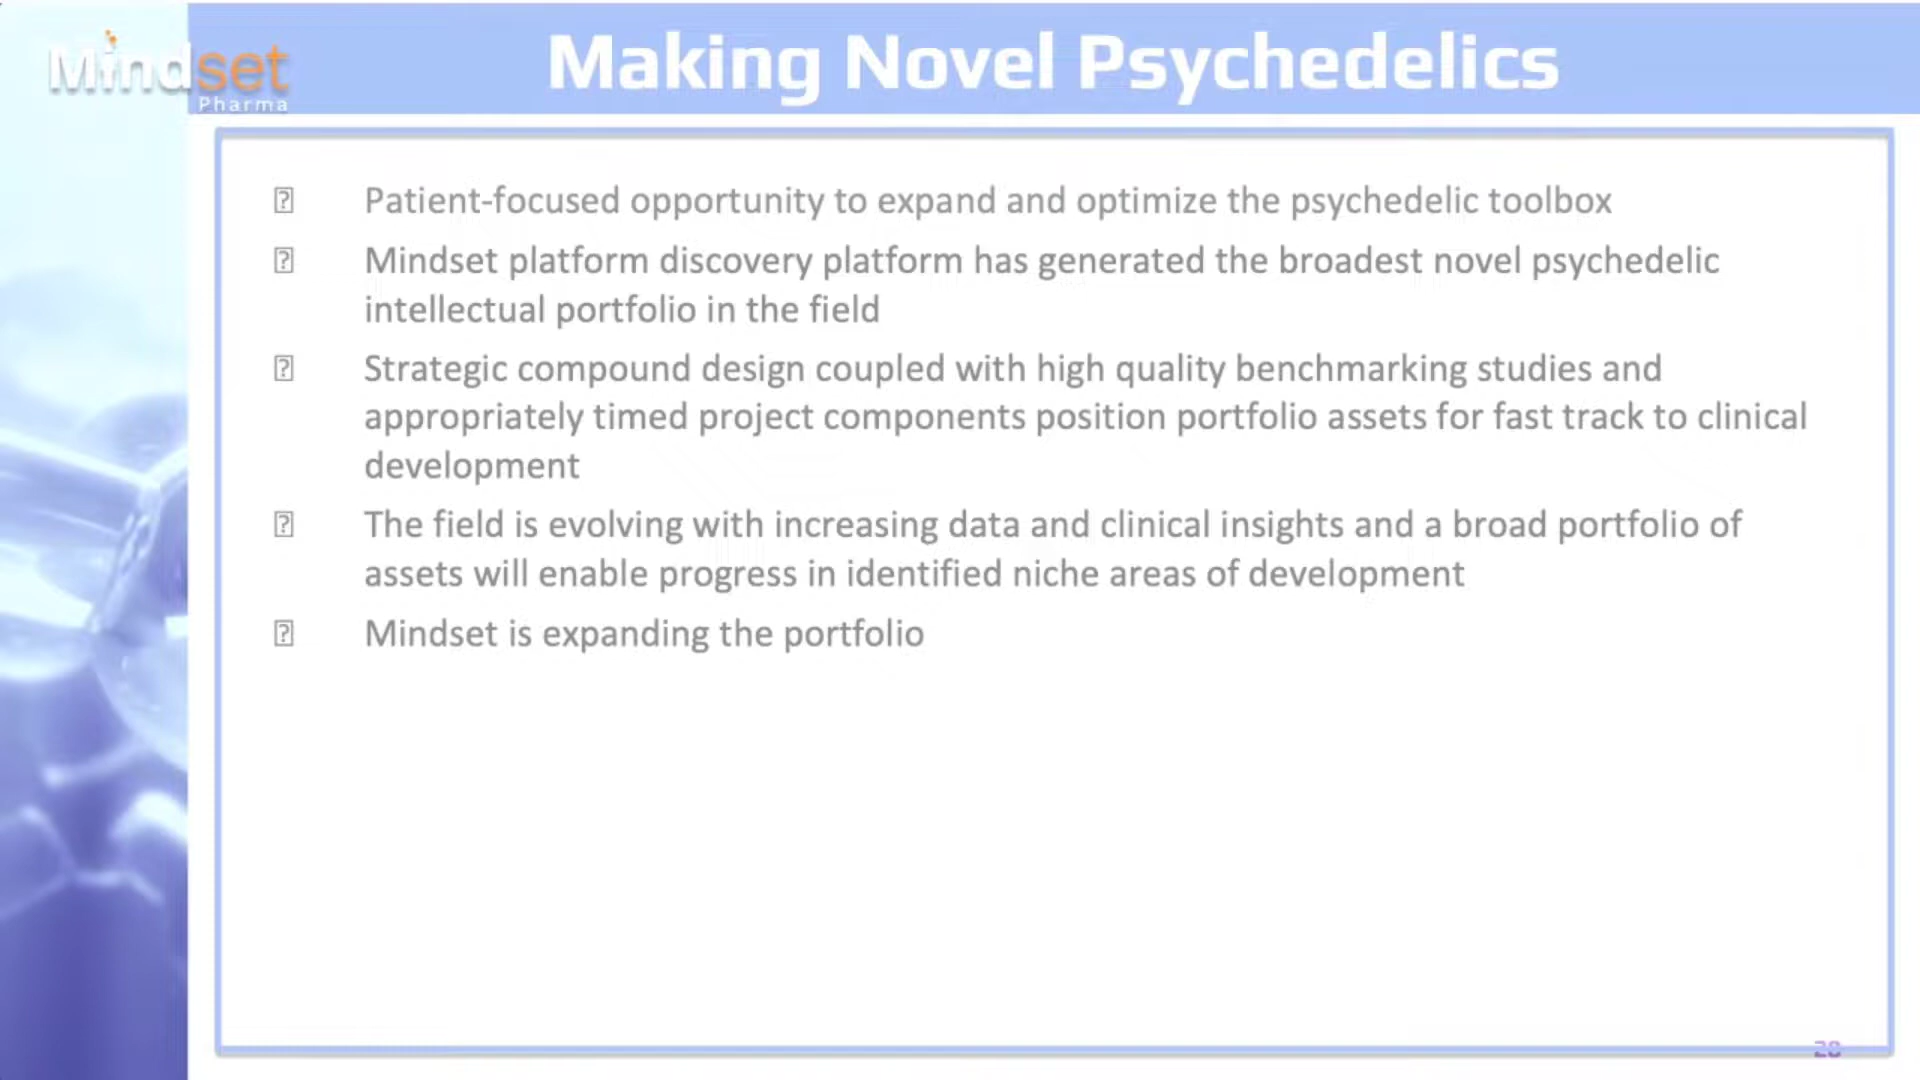 Mindset
Pharma
Making Novel Psychedelics
Patient-focused opportunity to expand and optimize the psychedelic toolbox
Mindset platform discovery platform has generated the broadest novel psychedelic
intellectual portfolio in the field
Strategic compound design coupled with high quality benchmarking studies and
appropriately timed project components position portfolio assets for fast track to clinical
development
The field is evolving with increasing data and clinical insights and a broad portfolio of
assets will enable progress in identified niche areas of development
Mindset is expanding the portfolio
28